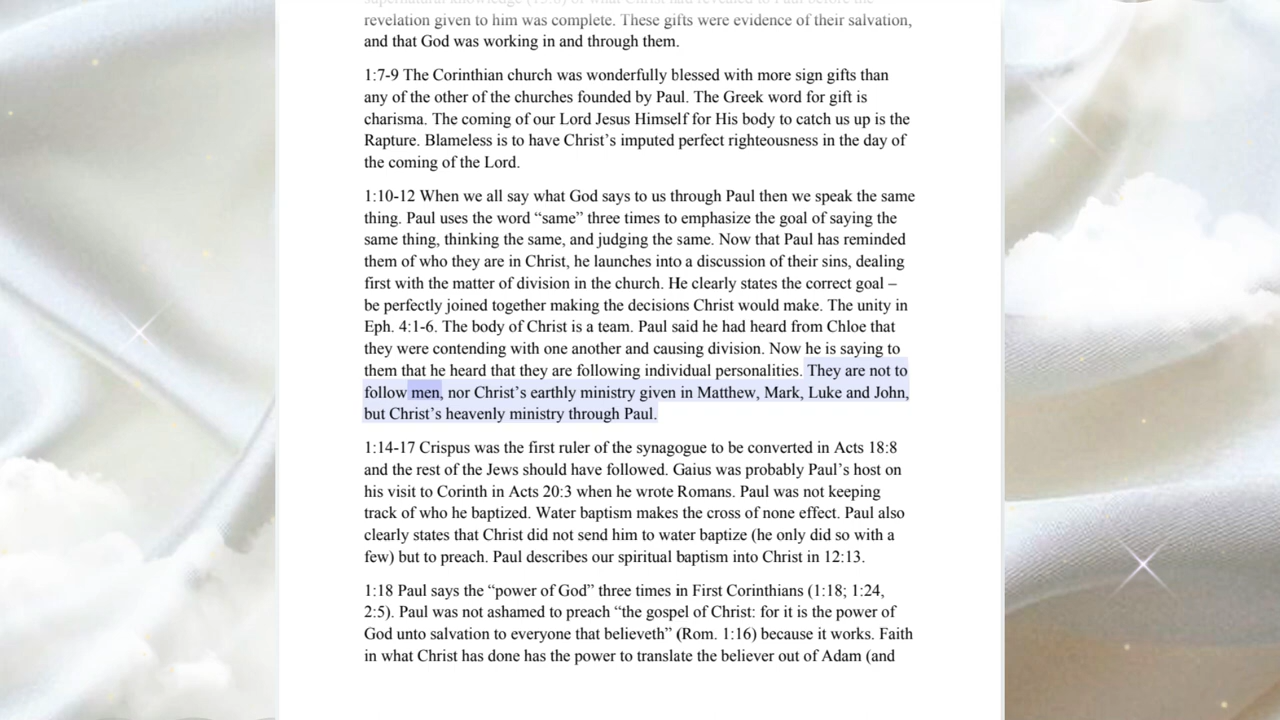 supernatural knowledge (13:8) of what Christ had revealed to Paul before the
revelation given to him was complete. These gifts were evidence of their salvation,
and that God was working in and through them.
1:7-9 The Corinthian church was wonderfully blessed with more sign gifts than
any of the other of the churches founded by Paul. The Greek word for gift is
charisma. The coming of our Lord Jesus Himself for His body to catch us up is the
Rapture. Blameless is to have Christ’s imputed perfect righteousness in the day of
the coming of the Lord.
1:10-12 When we all say what God says to us through Paul then we speak the same
thing. Paul uses the word “same” three times to emphasize the goal of saying the
same thing, thinking the same, and judging the same. Now that Paul has reminded
them of who they are in Christ, he launches into a discussion of their sins, dealing
first with the matter of division in the church. He clearly states the correct goal –
be perfectly joined together making the decisions Christ would make. The unity in
Eph. 4:1-6. The body of Christ is a team. Paul said he had heard from Chloe that
they were contending with one another and causing division. Now he is saying to
them that he heard that they are following individual personalities. They are not to
follow men, nor Christ’s earthly ministry given in Matthew, Mark, Luke and John,
but Christ’s heavenly ministry through Paul.
1:14-17 Crispus was the first ruler of the synagogue to be converted in Acts 18:8
and the rest of the Jews should have followed. Gaius was probably Paul’s host on
his visit to Corinth in Acts 20:3 when he wrote Romans. Paul was not keeping
track of who he baptized. Water baptism makes the cross of none effect. Paul also
clearly states that Christ did not send him to water baptize (he only did so with a
few) but to preach. Paul describes our spiritual baptism into Christ in 12:13.
1:18 Paul says the “power of God” three times in First Corinthians (1:18; 1:24,
2:5). Paul was not ashamed to preach “the gospel of Christ: for it is the power of
God unto salvation to everyone that believeth” (Rom. 1:16) because it works. Faith
in what Christ has done has the power to translate the believer out of Adam (and